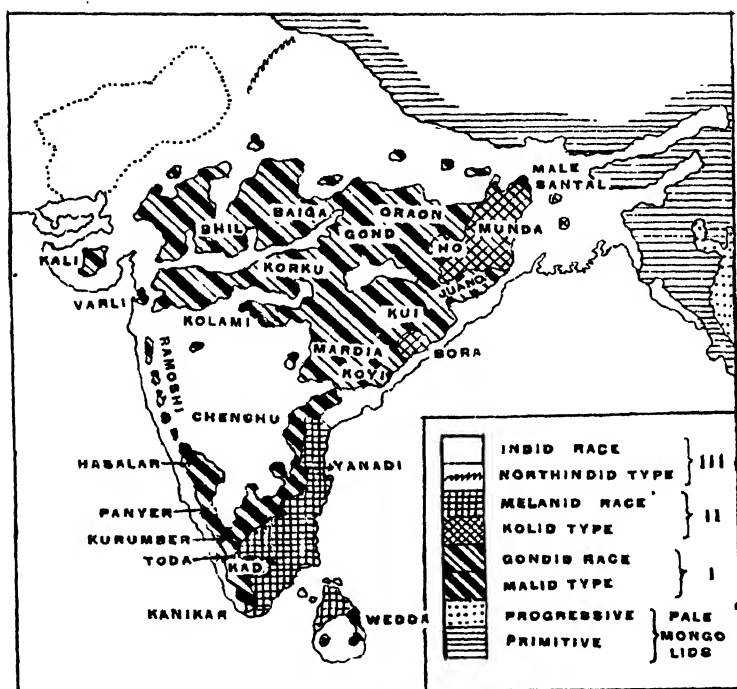 MALE
SANTAL
BHIL
BAIGA
ORAON
GOND
HO
MUNDA
KALI
KORKU
JUANG
VARLI
KOLAMI
KUI
MARDIA
BORA
KOYI
RAMOSHI
CHENGHU
HASALAR
YANADI
PANYER
KURUMBER
TODA
KAD.
KANIKAR
WEDDA
INDID RACE
NORTHINDID TYPE
III
MELANID RACE
KOLID TYPE
II
GONDID RACE
MALID TYPE
I
PROGRESSIVE
PRIMITIVE
PALE
MONGO
LIDS